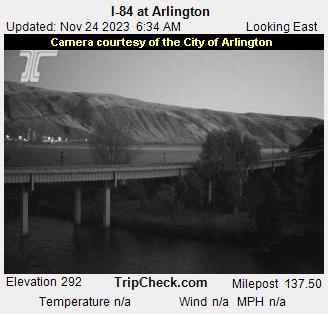 I-84 at Arlington
Updated: Nov 24 2023 6:34 AM Looking East
Camera courtesy of the City of Arlington
Elevation 292 TripCheck.com Milepost 137.50
Temperature n/a Wind n/a MPH n/a